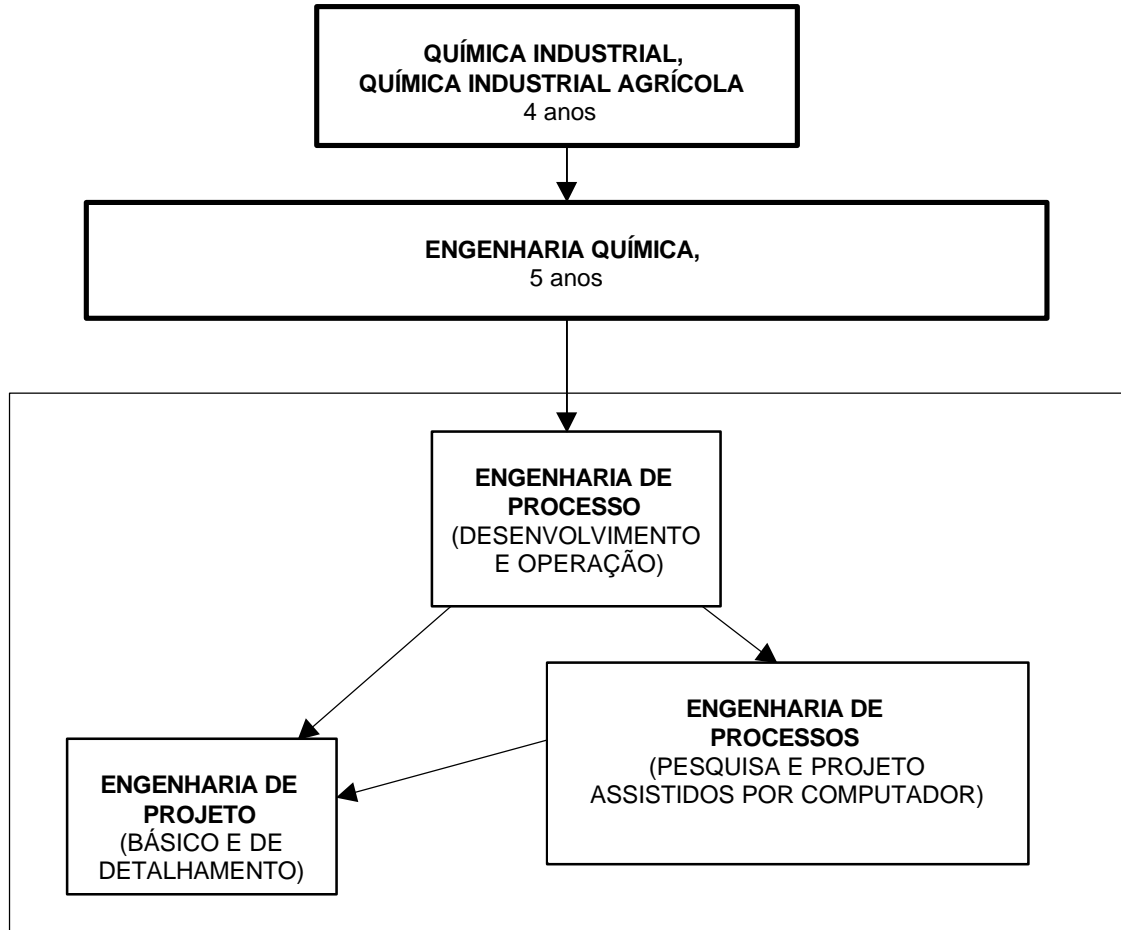 QUÍMICA INDUSTRIAL,
QUÍMICA INDUSTRIAL AGRÍCOLA
4 anos
ENGENHARIA QUÍMICA,
5 anos
ENGENHARIA DE
PROCESSO
(DESENVOLVIMENTO
E OPERAÇÃO)
ENGENHARIA DE
PROCESSOS
(PESQUISA E PROJETO
ASSISTIDOS POR COMPUTADOR)
ENGENHARIA DE
PROJETO
(BÁSICO E DE
DETALHAMENTO)